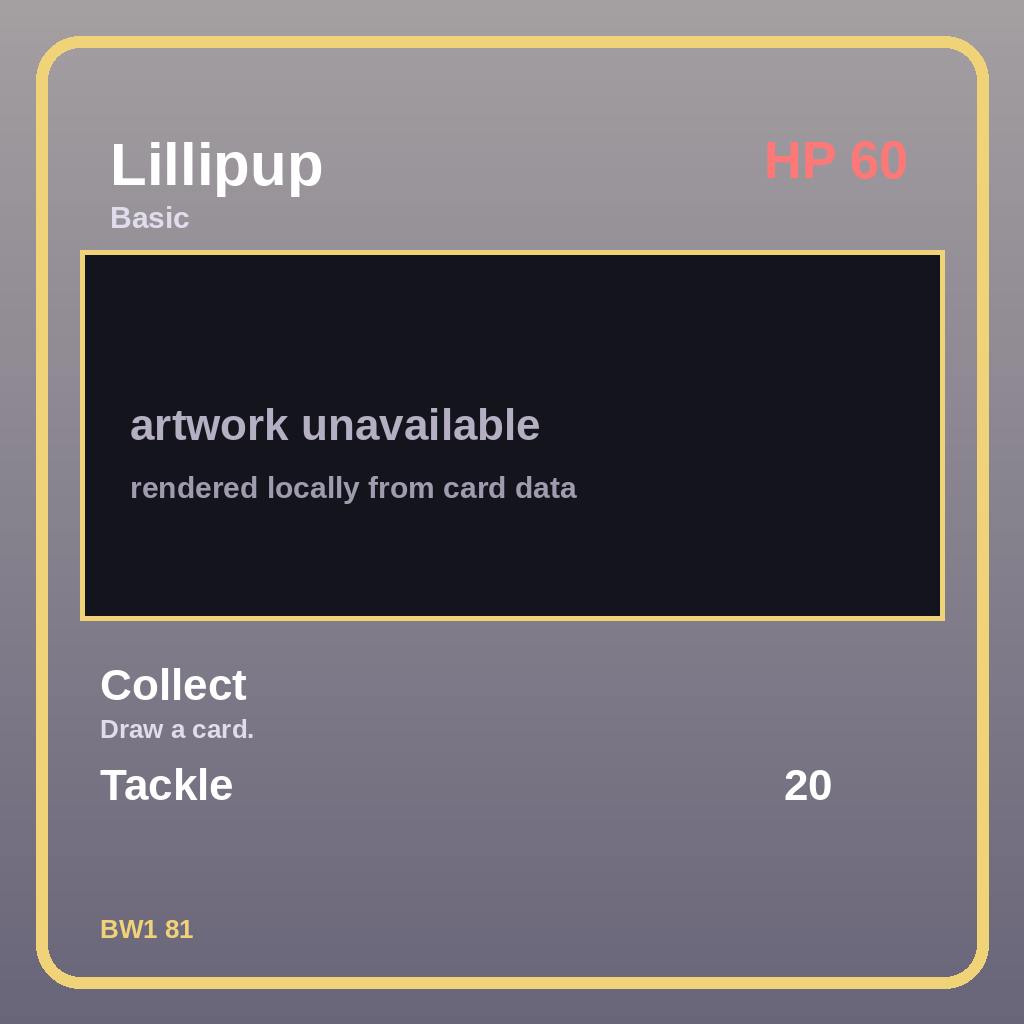 Lillipup
HP 60
Basic
artwork unavailable
rendered locally from card data
Collect
Draw a card.
Tackle 20
BW1 81